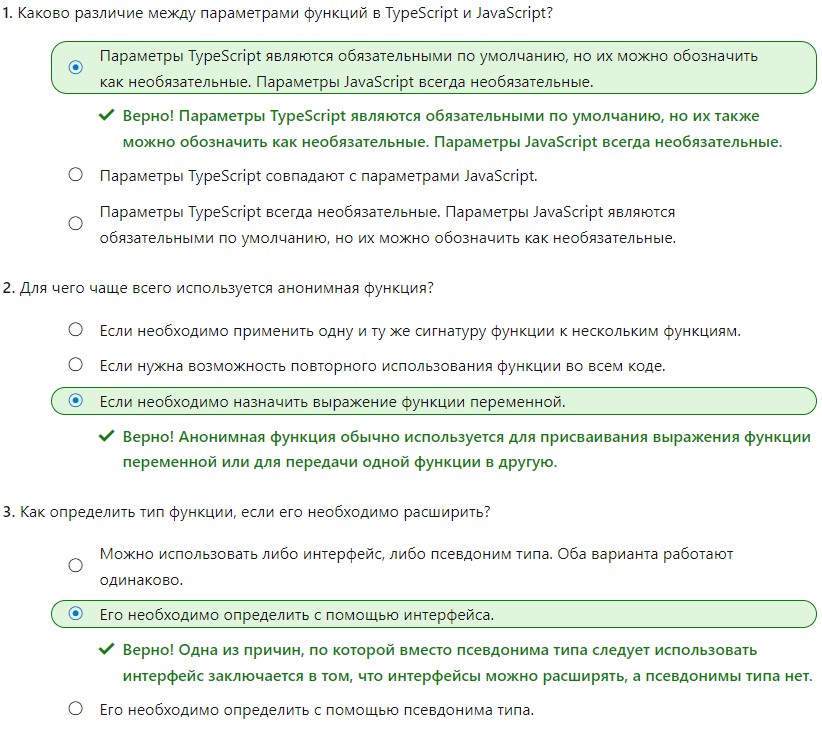 1. Каково различие между параметрами функций в TypeScript и JavaScript?
Параметры TypeScript являются обязательными по умолчанию, но их можно обозначить
как необязательные. Параметры JavaScript всегда необязательные.
Верно! Параметры TypeScript являются обязательными по умолчанию, но их также
можно обозначить как необязательные. Параметры JavaScript всегда необязательные.
Параметры TypeScript совпадают с параметрами JavaScript.
Параметры TypeScript всегда необязательные. Параметры JavaScript являются
обязательными по умолчанию, но их можно обозначить как необязательные.
2. Для чего чаще всего используется анонимная функция?
Если необходимо применить одну и ту же сигнатуру функции к нескольким функциям.
Если нужна возможность повторного использования функции во всем коде.
Если необходимо назначить выражение функции переменной.
Верно! Анонимная функция обычно используется для присваивания выражения функции
переменной или для передачи одной функции в другую.
3. Как определить тип функции, если его необходимо расширить?
Можно использовать либо интерфейс, либо псевдоним типа. Оба варианта работают
одинаково.
Его необходимо определить с помощью интерфейса.
Верно! Одна из причин, по которой вместо псевдонима типа следует использовать
интерфейс заключается в том, что интерфейсы можно расширять, а псевдонимы типа нет.
Его необходимо определить с помощью псевдонима типа.